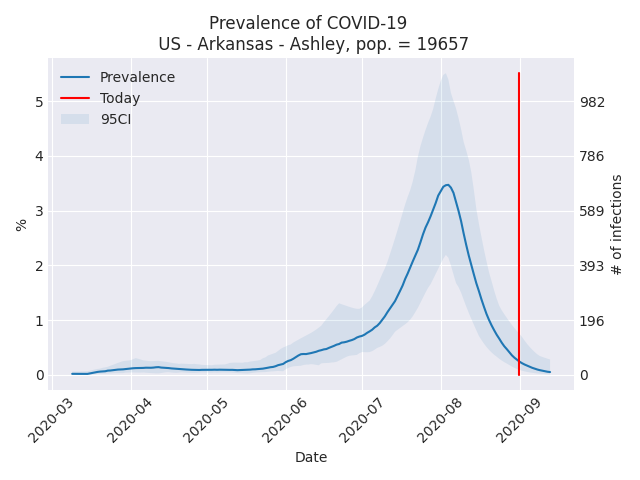 Prevalence of COVID-19
US - Arkansas - Ashley, pop. = 19657
Prevalence
Today
95CI
%
5
4
3
2
1
0
982
786
589
393
196
0
# of infections
2020-03
2020-04
2020-05
2020-06
2020-07
2020-08
2020-09
Date